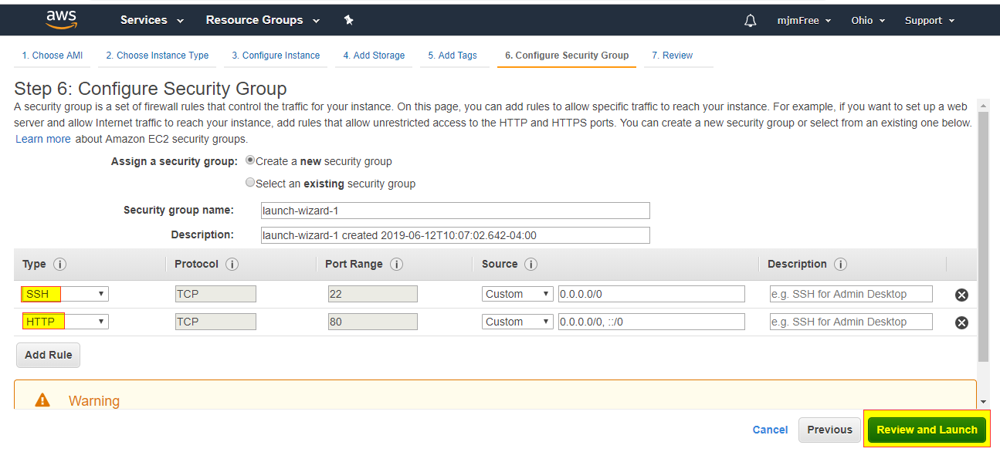 aws Services Resource Groups mjmFree Ohio Support
1. Choose AMI 2. Choose Instance Type 3. Configure Instance 4. Add Storage 5. Add Tags 6. Configure Security Group 7. Review
Step 6: Configure Security Group
A security group is a set of firewall rules that control the traffic for your instance. On this page, you can add rules to allow specific traffic to reach your instance. For example, if you want to set up a web
server and allow Internet traffic to reach your instance, add rules that allow unrestricted access to the HTTP and HTTPS ports. You can create a new security group or select from an existing one below.
Learn more about Amazon EC2 security groups.
Assign a security group: Create a new security group
Select an existing security group
Security group name: launch-wizard-1
Description: launch-wizard-1 created 2019-06-12T10:07:02.642-04:00
Type i Protocol i Port Range i Source i Description i
SSH TCP 22 Custom 0.0.0.0/0 e.g. SSH for Admin Desktop
HTTP TCP 80 Custom 0.0.0.0/0, ::/0 e.g. SSH for Admin Desktop
Add Rule
Warning
Cancel Previous Review and Launch